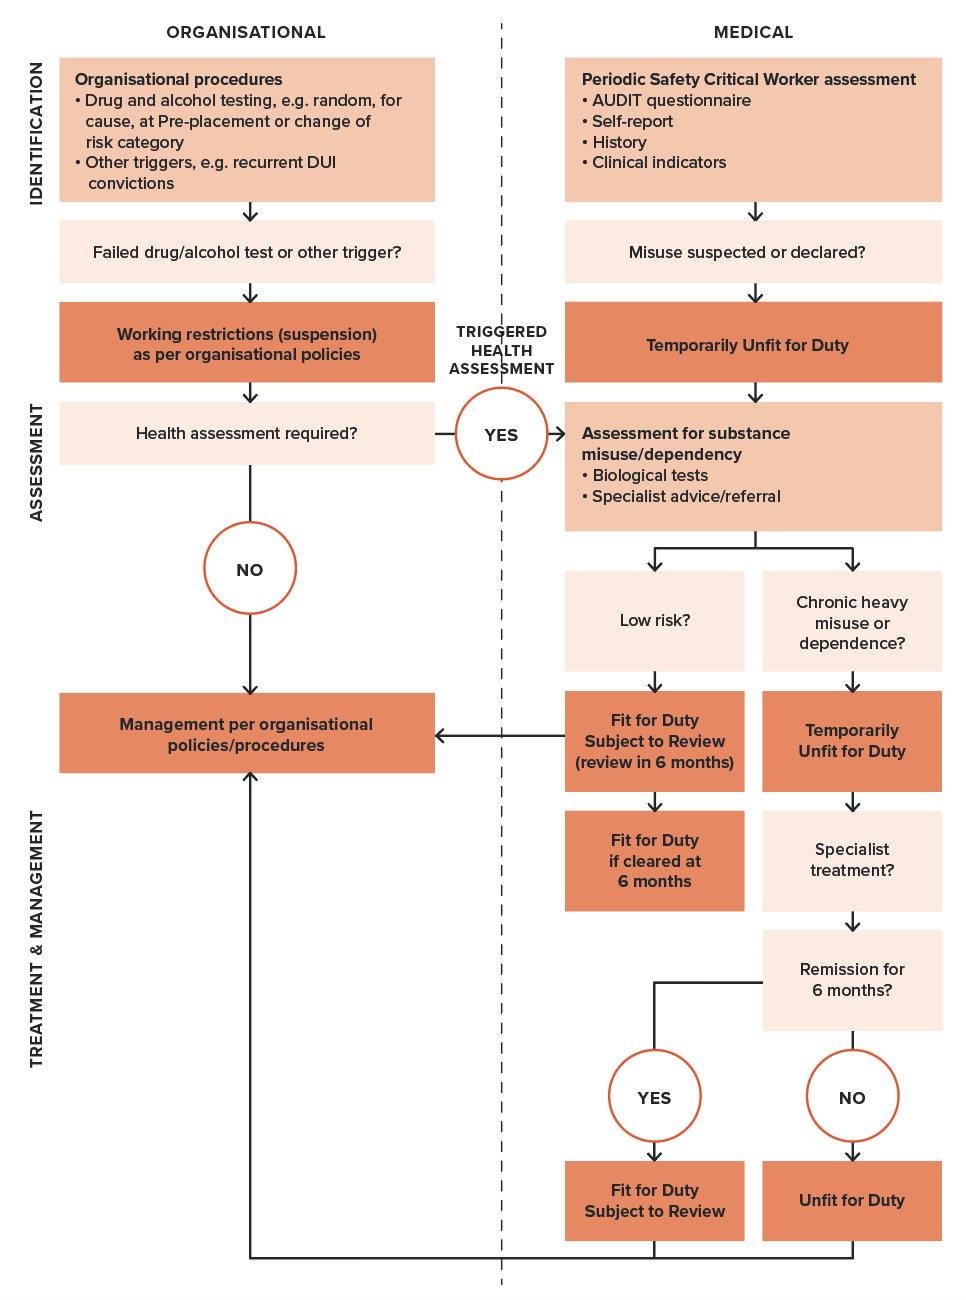 ORGANISATIONAL
MEDICAL
IDENTIFICATION
Organisational procedures
• Drug and alcohol testing, e.g. random, for
cause, at Pre-placement or change of
risk category
• Other triggers, e.g. recurrent DUI
convictions
Periodic Safety Critical Worker assessment
• AUDIT questionnaire
• Self-report
• History
• Clinical indicators
Failed drug/alcohol test or other trigger?
Misuse suspected or declared?
Working restrictions (suspension)
as per organisational policies
TRIGGERED
HEALTH
ASSESSMENT
Temporarily Unfit for Duty
ASSESSMENT
Health assessment required?
YES
Assessment for substance
misuse/dependency
• Biological tests
• Specialist advice/referral
NO
Low risk?
Chronic heavy
misuse or
dependence?
TREATMENT & MANAGEMENT
Management per organisational
policies/procedures
Fit for Duty
Subject to Review
(review in 6 months)
Temporarily
Unfit for Duty
Fit for Duty
if cleared at
6 months
Specialist
treatment?
Remission for
6 months?
YES
NO
Fit for Duty
Subject to Review
Unfit for Duty